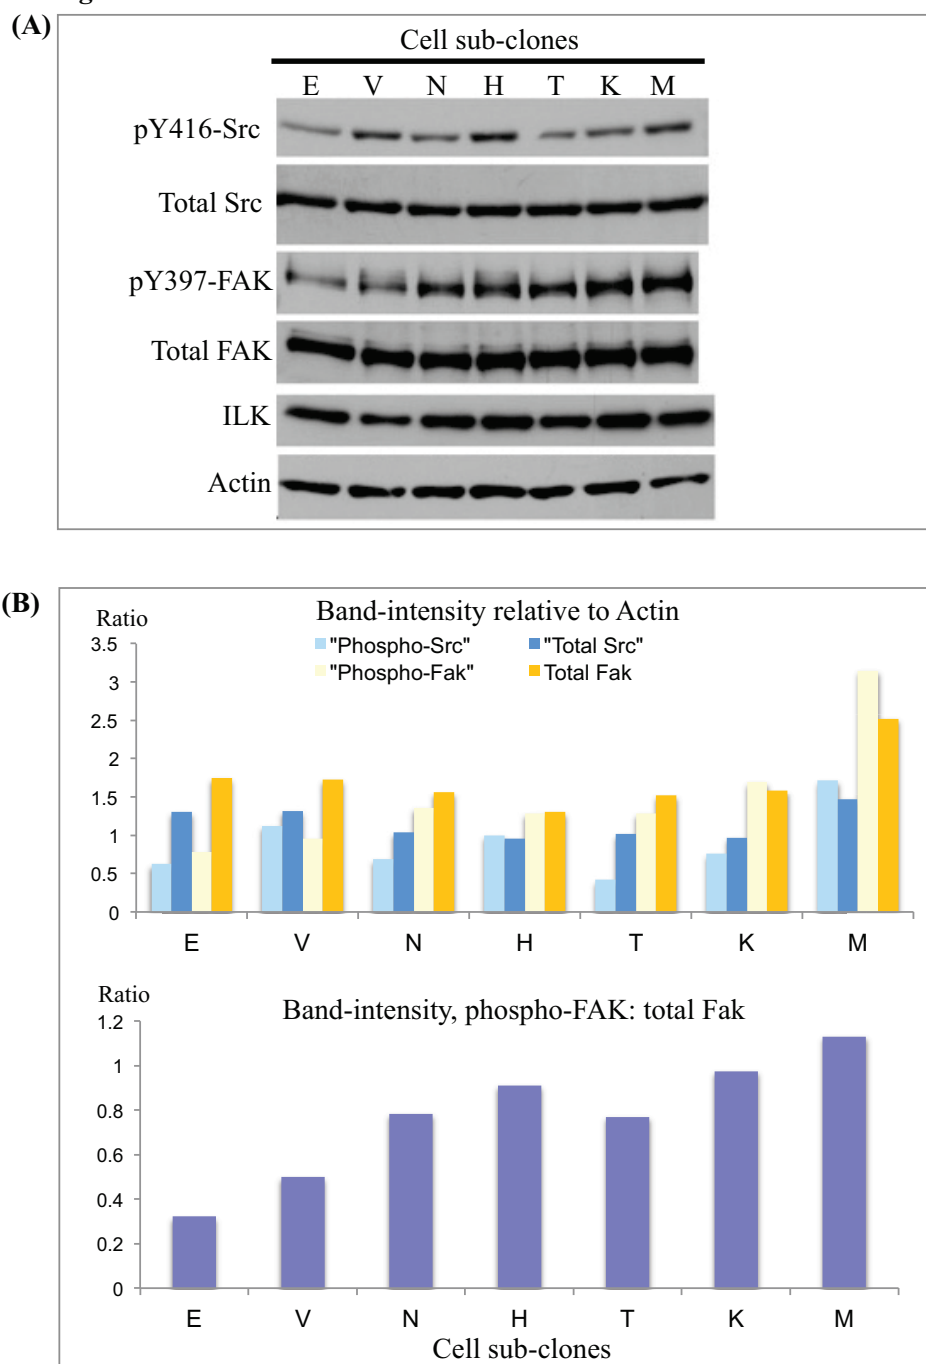 (A)
Cell sub-clones
E V N H T K M
pY416-Src
Total Src
pY397-FAK
Total FAK
ILK
Actin
(B)
Ratio
Band-intensity relative to Actin
"Phospho-Src" "Total Src"
"Phospho-Fak" Total Fak
3.5
3
2.5
2
1.5
1
0.5
0
E V N H T K M
Ratio
Band-intensity, phospho-FAK: total Fak
1.2
1
0.8
0.6
0.4
0.2
0
E V N H T K M
Cell sub-clones